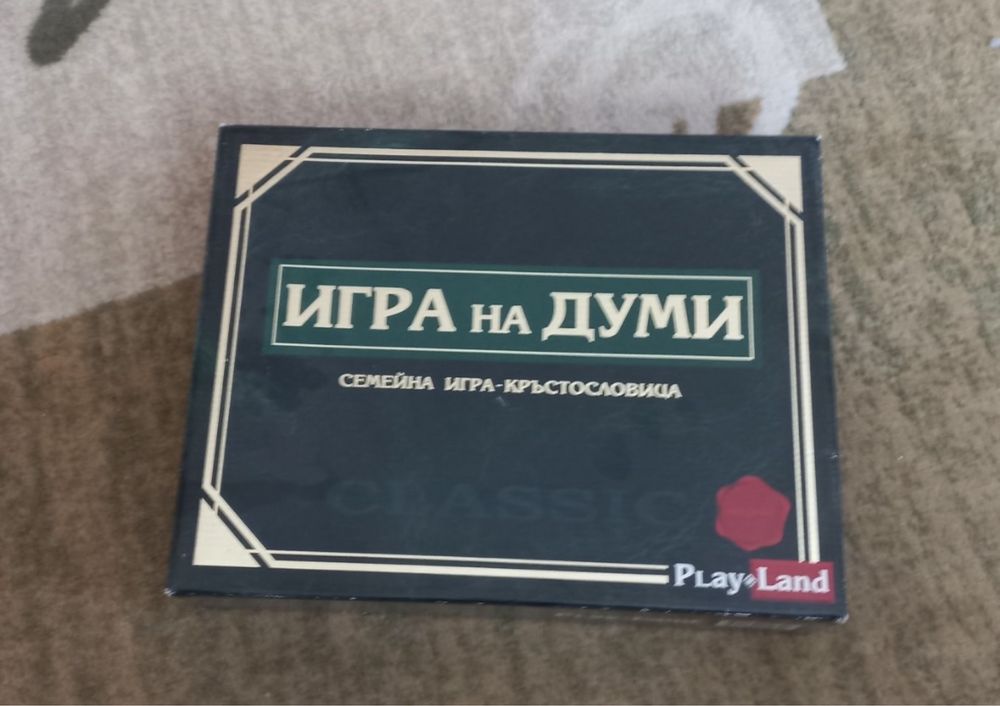 ИГРА НА ДУМИ
СЕМЕЙНА ИГРА-КРЪСТОСЛОВИЦА
CLASSIC
Play Land